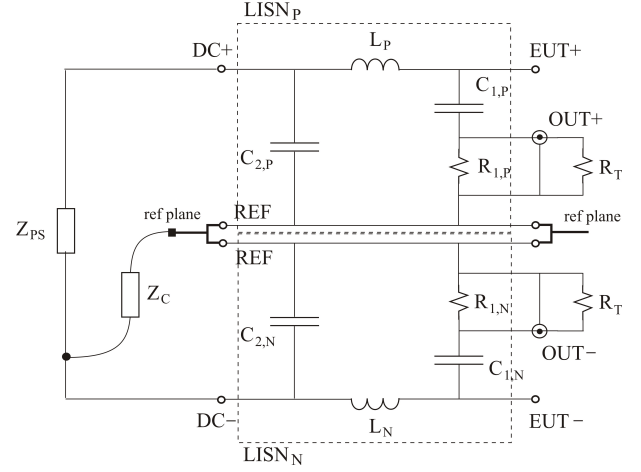 LISN_P
DC+
L_P
EUT+
C_1,P
OUT+
C_2,P
R_1,P
R_T
ref plane
REF
ref plane
Z_PS
REF
Z_C
R_1,N
R_T
C_2,N
OUT−
C_1,N
DC−
L_N
EUT−
LISN_N